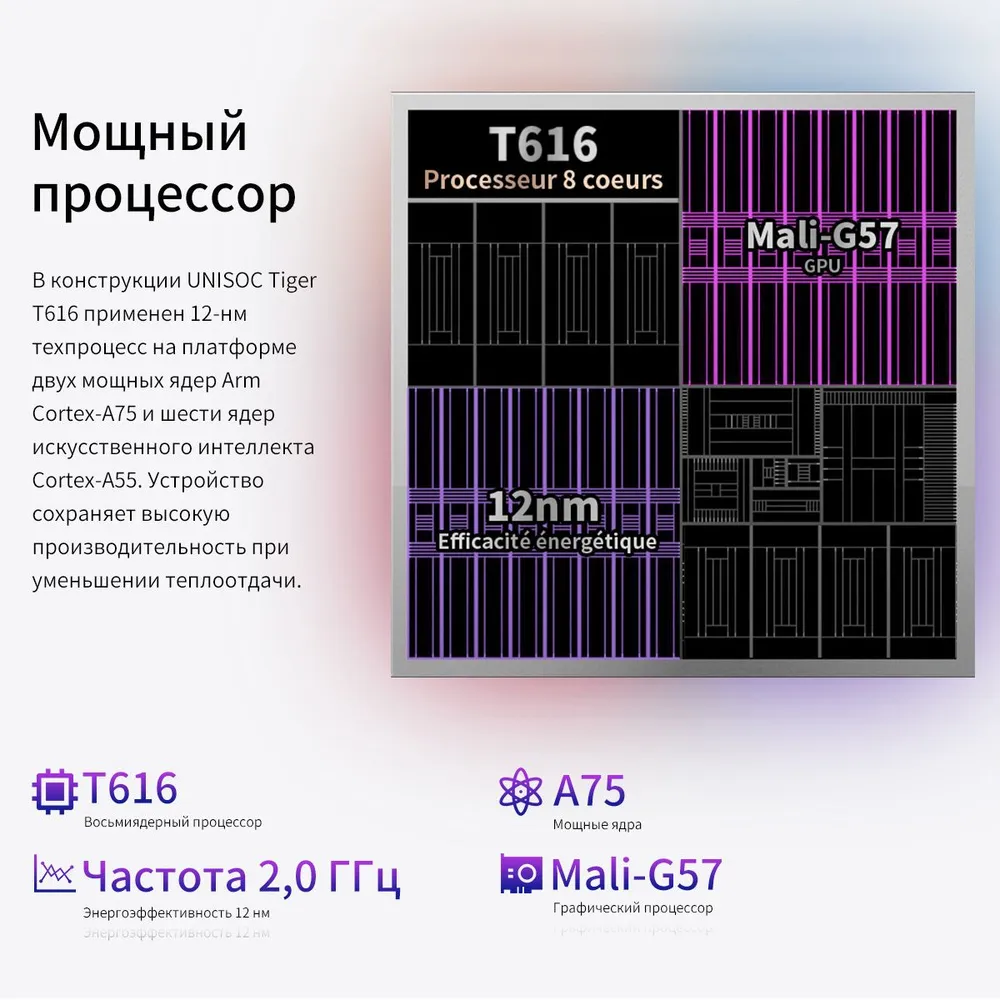 Мощный
процессор
В конструкции UNISOC Tiger
T616 применен 12-нм
техпроцесс на платформе
двух мощных ядер Arm
Cortex-A75 и шести ядер
искусственного интеллекта
Cortex-A55. Устройство
сохраняет высокую
производительность при
уменьшении теплоотдачи.
T616
Processeur 8 coeurs
Mali-G57
GPU
12nm
Efficacité énergétique
T616
Восьмиядерный процессор
A75
Мощные ядра
Частота 2,0 ГГц
Энергоэффективность 12 нм
Энергоэффективность 12 нм
Mali-G57
Графический процессор
Графический процессор